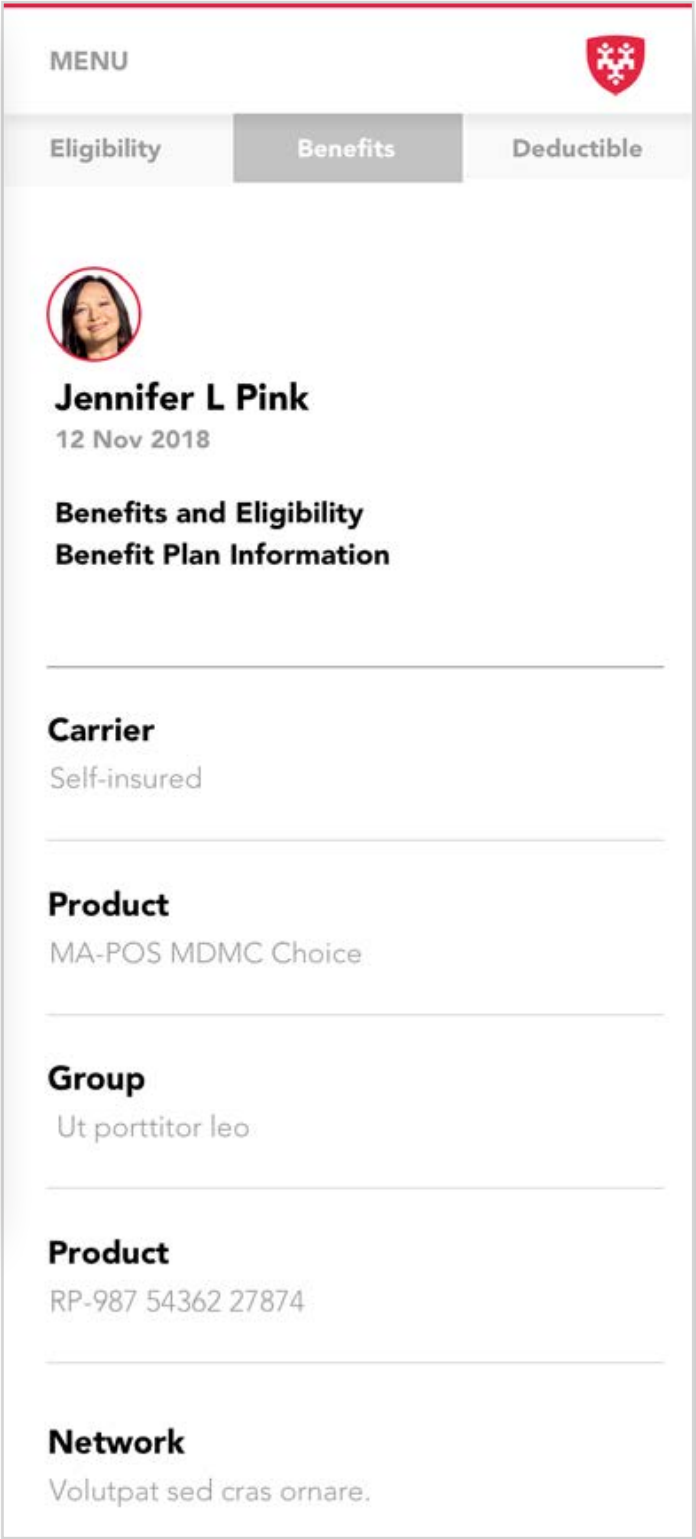 MENU
Eligibility Benefits Deductible
Jennifer L Pink
12 Nov 2018
Benefits and Eligibility
Benefit Plan Information
Carrier
Self-insured
Product
MA-POS MDMC Choice
Group
Ut porttitor leo
Product
RP-987 54362 27874
Network
Volutpat sed cras ornare.